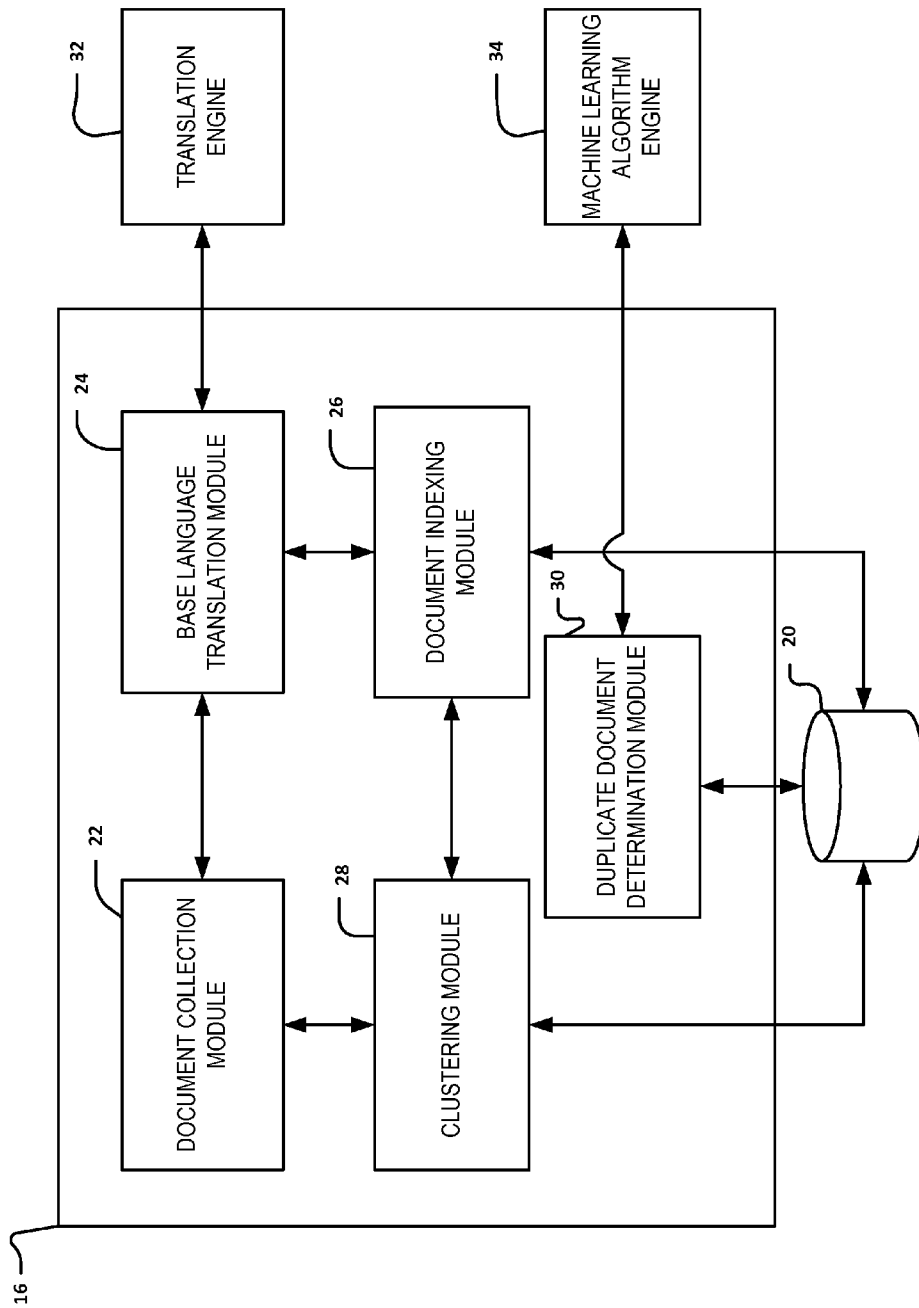 16
22
DOCUMENT COLLECTION
MODULE
24
BASE LANGUAGE
TRANSLATION MODULE
32
TRANSLATION
ENGINE
28
CLUSTERING MODULE
26
DOCUMENT INDEXING
MODULE
30
DUPLICATE DOCUMENT
DETERMINATION MODULE
34
MACHINE LEARNING
ALGORITHM
ENGINE
20